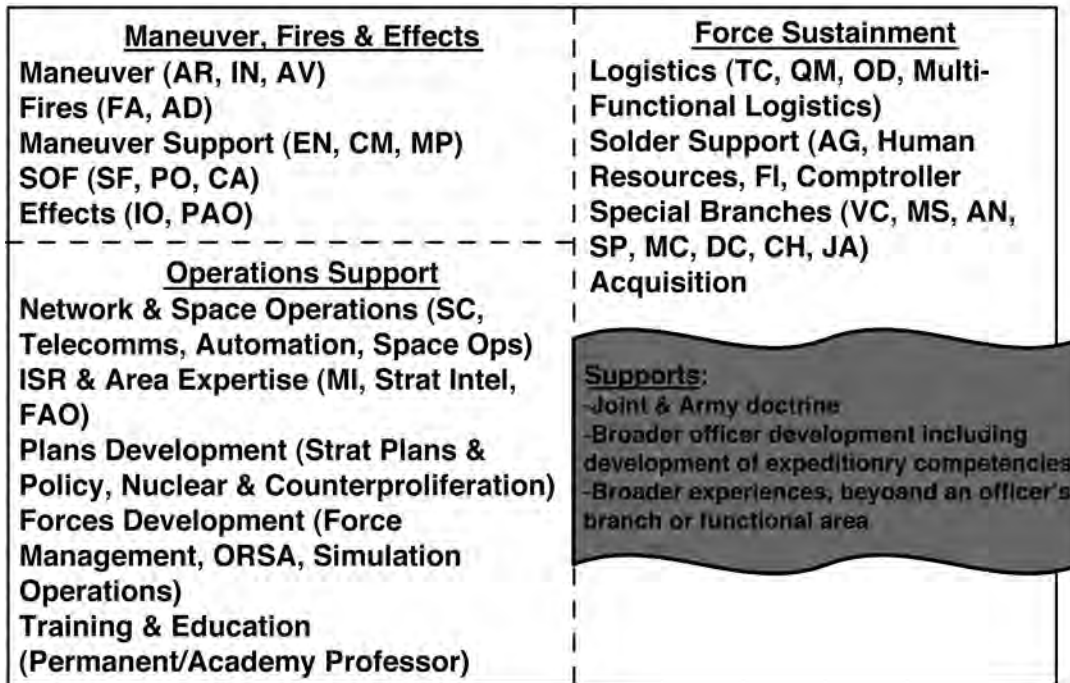 Maneuver, Fires & Effects
Maneuver (AR, IN, AV)
Fires (FA, AD)
Maneuver Support (EN, CM, MP)
SOF (SF, PO, CA)
Effects (IO, PAO)
Operations Support
Network & Space Operations (SC,
Telecomms, Automation, Space Ops)
ISR & Area Expertise (MI, Strat Intel,
FAO)
Plans Development (Strat Plans &
Policy, Nuclear & Counterproliferation)
Forces Development (Force
Management, ORSA, Simulation
Operations)
Training & Education
(Permanent/Academy Professor)
Force Sustainment
Logistics (TC, QM, OD, Multi-
Functional Logistics)
Solder Support (AG, Human
Resources, FI, Comptroller
Special Branches (VC, MS, AN,
SP, MC, DC, CH, JA)
Acquisition
Supports:
-Joint & Army doctrine
-Broader officer development including
development of expeditionry competencies
-Broader experiences, beyoand an officer's
branch or functional area